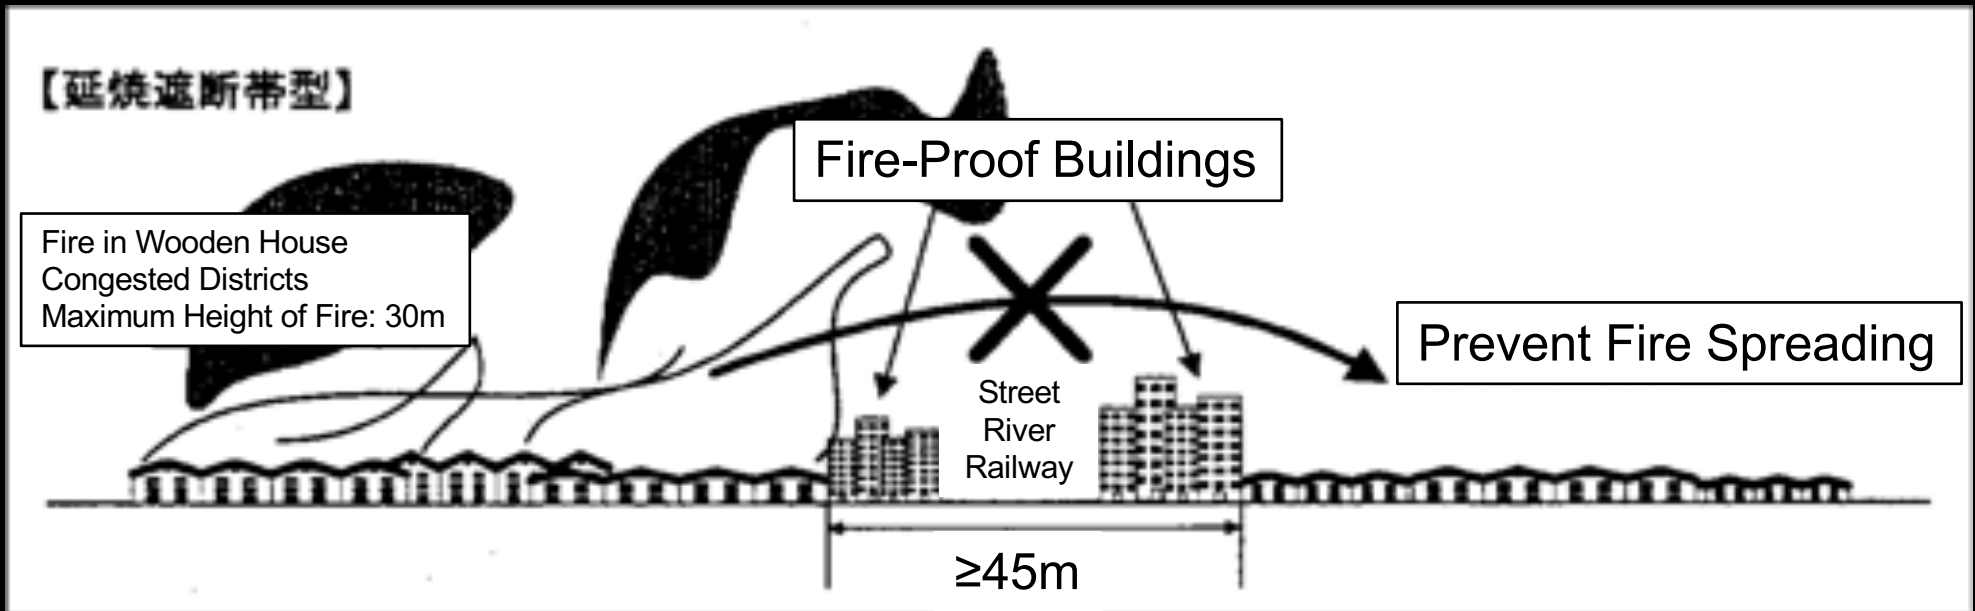 【延焼遮断帯型】
Fire-Proof Buildings
Fire in Wooden House
Congested Districts
Maximum Height of Fire: 30m
Prevent Fire Spreading
Street
River
Railway
≥45m